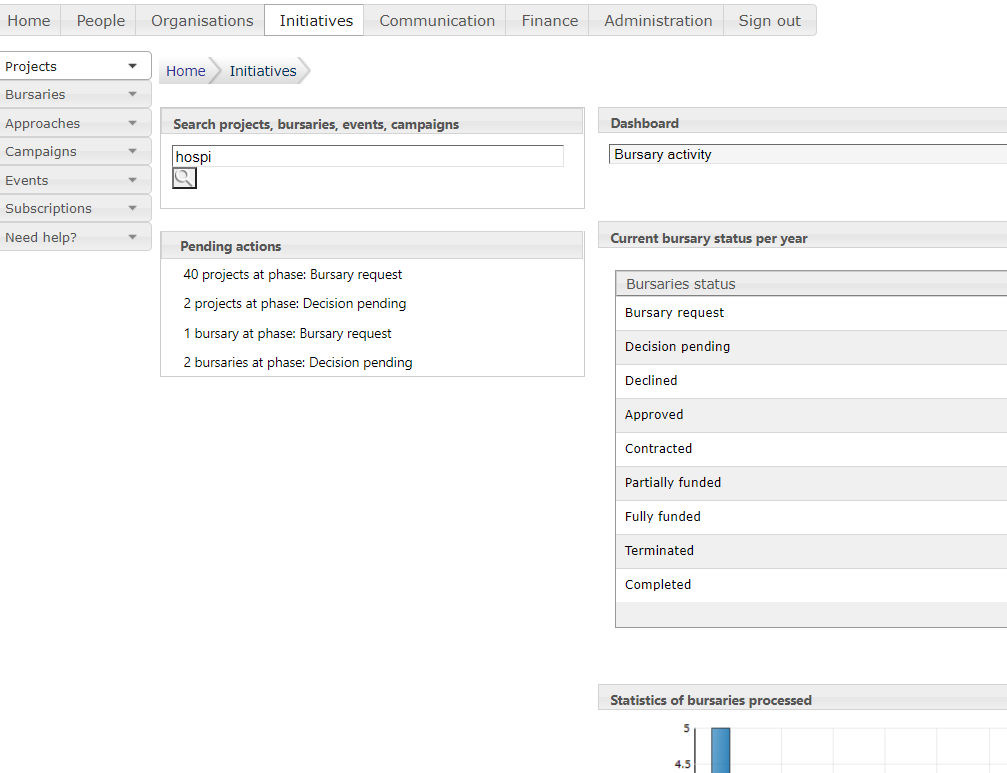 Home People Organisations Initiatives Communication Finance Administration Sign out
Projects
Bursaries
Approaches
Campaigns
Events
Subscriptions
Need help?
Home Initiatives
Search projects, bursaries, events, campaigns
hospi
Pending actions
40 projects at phase: Bursary request
2 projects at phase: Decision pending
1 bursary at phase: Bursary request
2 bursaries at phase: Decision pending
Dashboard
Bursary activity
Current bursary status per year
Bursaries status
Bursary request
Decision pending
Declined
Approved
Contracted
Partially funded
Fully funded
Terminated
Completed
Statistics of bursaries processed
5
4.5